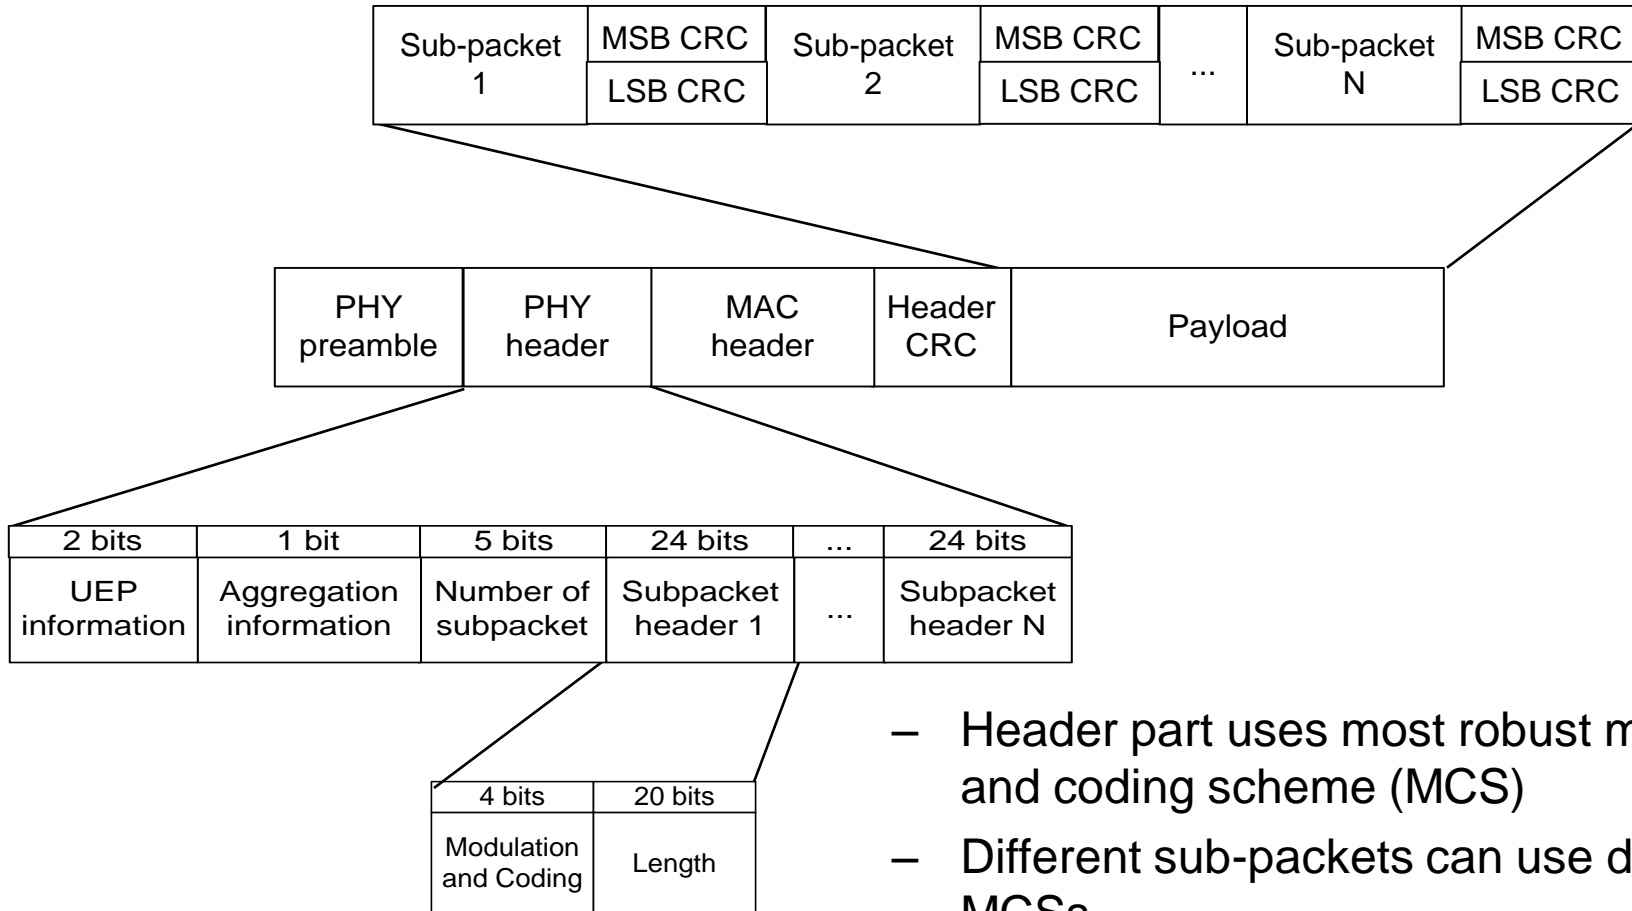 Sub-packet 1
MSB CRC
LSB CRC
Sub-packet 2
MSB CRC
LSB CRC
...
Sub-packet N
MSB CRC
LSB CRC
PHY preamble
PHY header
MAC header
Header CRC
Payload
2 bits
1 bit
5 bits
24 bits
...
24 bits
UEP information
Aggregation information
Number of subpacket
Subpacket header 1
...
Subpacket header N
4 bits
20 bits
Modulation and Coding
Length
– Header part uses most robust
and coding scheme (MCS)
– Different sub-packets can use
MCSs